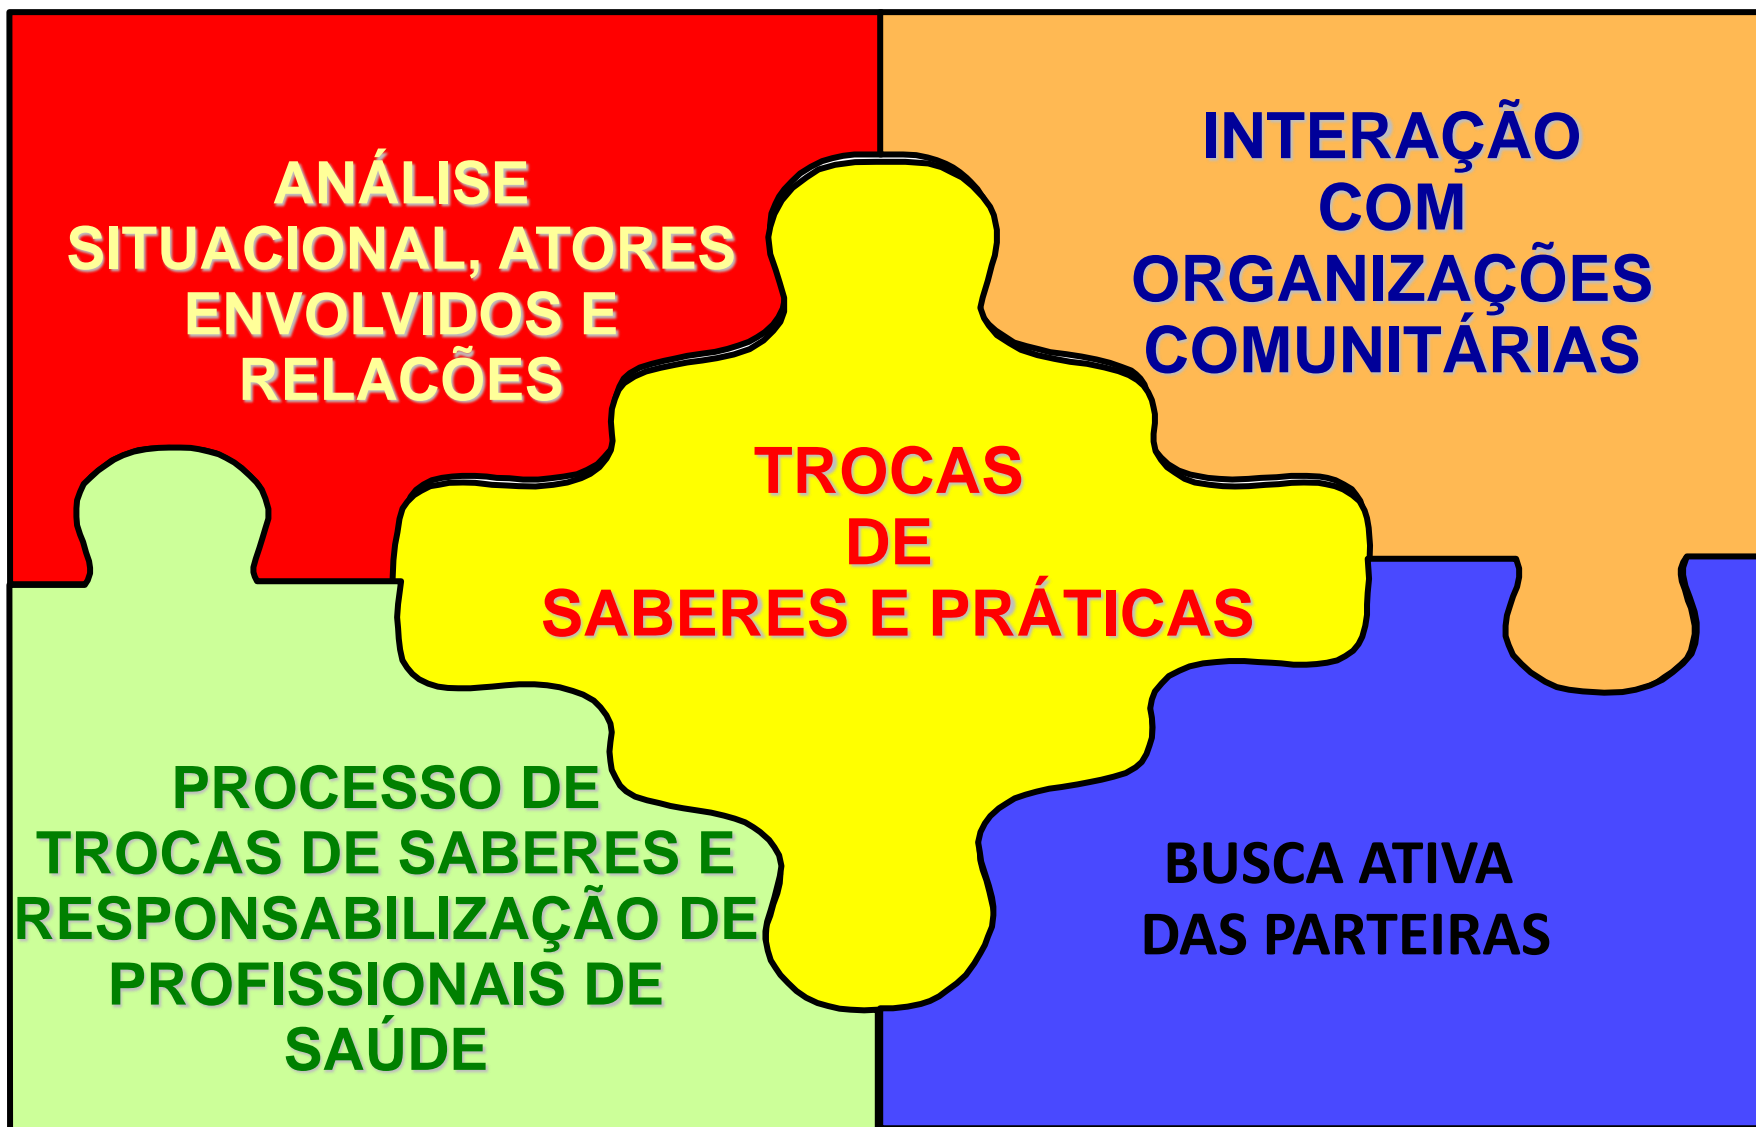 ANÁLISE
SITUACIONAL, ATORES
ENVOLVIDOS E
RELACÕES
INTERAÇÃO
COM
ORGANIZAÇÕES
COMUNITÁRIAS
TROCAS
DE
SABERES E PRÁTICAS
PROCESSO DE
TROCAS DE SABERES E
RESPONSABILIZAÇÃO DE
PROFISSIONAIS DE
SAÚDE
BUSCA ATIVA
DAS PARTEIRAS